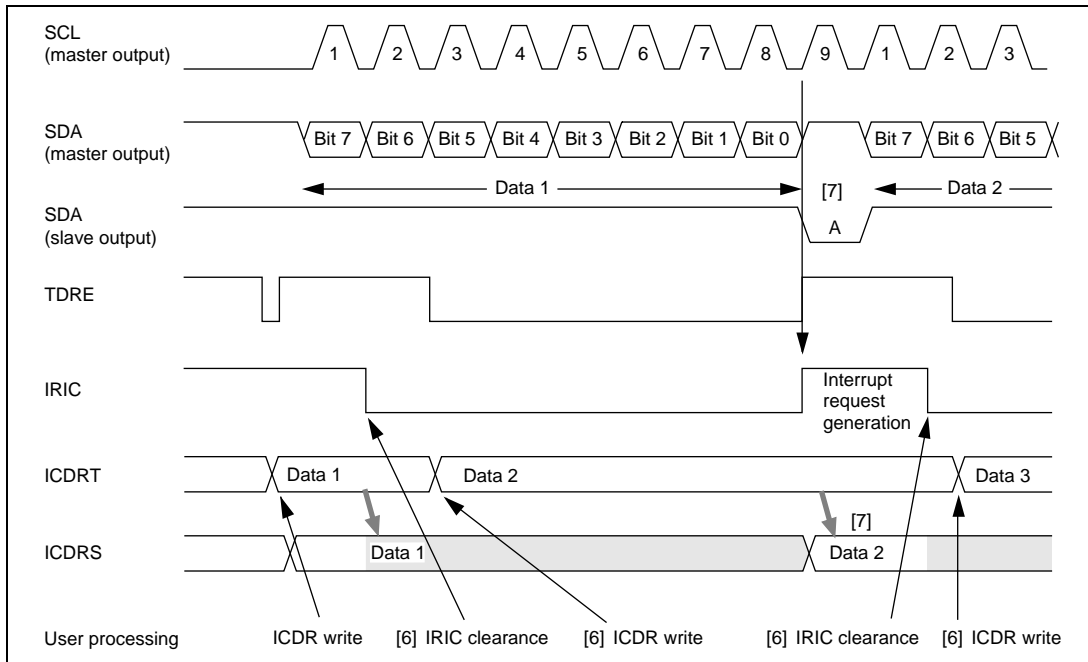 SCL
(master output)
1 2 3 4 5 6 7 8 9 1 2 3
SDA
(master output)
Bit 7 Bit 6 Bit 5 Bit 4 Bit 3 Bit 2 Bit 1 Bit 0 Bit 7 Bit 6 Bit 5
Data 1 [7] Data 2
SDA
(slave output)
A
TDRE
IRIC
Interrupt
request
generation
ICDRT
Data 1 Data 2 Data 3
[7]
ICDRS
Data 1 Data 2
User processing ICDR write [6] IRIC clearance [6] ICDR write [6] IRIC clearance [6] ICDR write